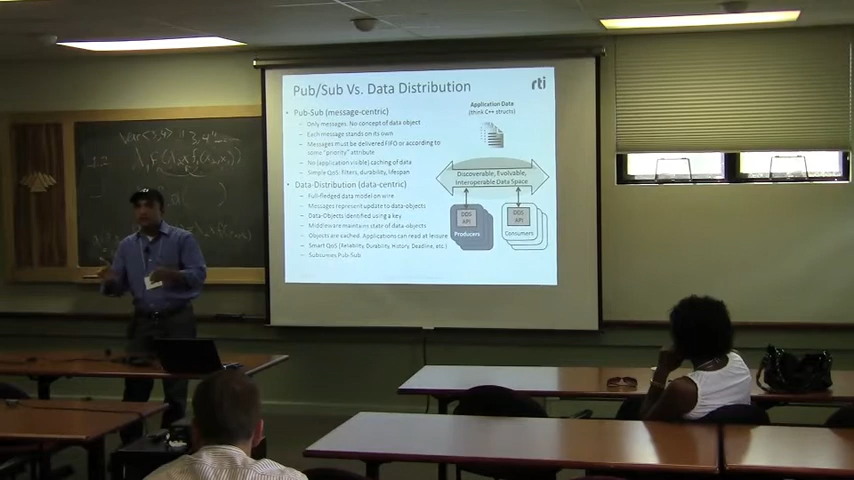 Pub/Sub Vs. Data Distribution
rti
• Pub-Sub (message-centric)
– Only messages. No concept of data object
– Each message stands on its own
– Messages must be delivered FIFO or according to
some "priority" attribute
– No (application visible) caching of data
– Simple QoS: filters, durability, lifespan
• Data-Distribution (data-centric)
– Full-fledged data model on wire
– Messages represent update to data-objects
– Data-Objects identified using a key
– Middleware maintains state of data-objects
– Objects are cached. Applications can read at leisure
– Smart QoS (Reliability, Durability, History, Deadline, etc.)
– Subsumes Pub-Sub
Application Data
(think C++ structs)
Discoverable, Evolvable,
Interoperable Data Space
DDS
API
Producers
DDS
API
Consumers